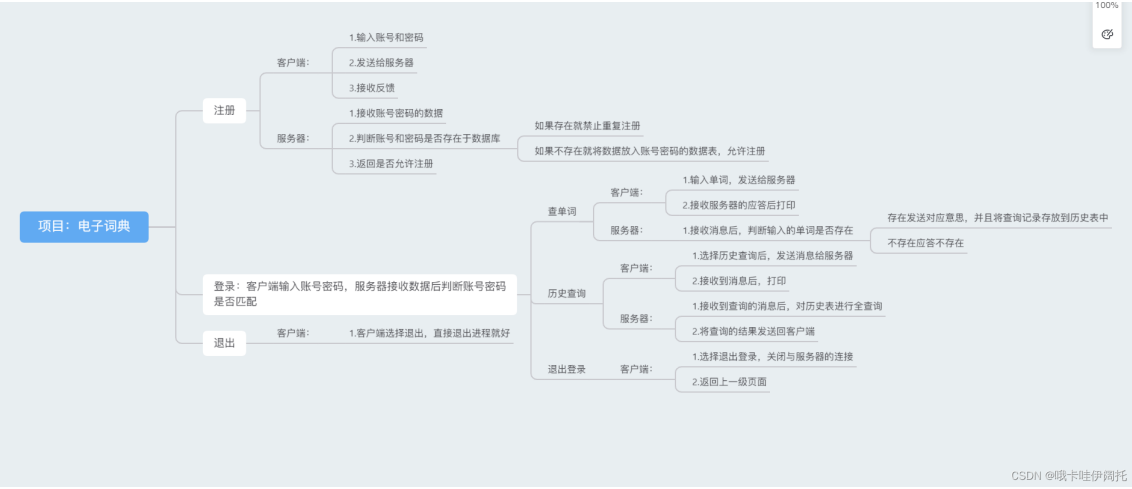 100%
项目：电子词典
注册
客户端：
1.输入账号和密码
2.发送给服务器
3.接收反馈
服务器：
1.接收账号密码的数据
2.判断账号和密码是否存在于数据库
如果存在就禁止重复注册
如果不存在就将数据放入账号密码的数据表，允许注册
3.返回是否允许注册
登录：客户端输入账号密码，服务器接收数据后判断账号密码
是否匹配
查单词
客户端：
1.输入单词，发送给服务器
2.接收服务器的应答后打印
服务器：
1.接收消息后，判断输入的单词是否存在
存在发送对应意思，并且将查询记录存放到历史表中
不存在应答不存在
历史查询
客户端：
1.选择历史查询后，发送消息给服务器
2.接收到消息后，打印
服务器：
1.接收到查询的消息后，对历史表进行全查询
2.将查询的结果发送回客户端
退出登录
客户端：
1.选择退出登录，关闭与服务器的连接
2.返回上一级页面
退出
客户端：
1.客户端选择退出，直接退出进程就好
CSDN @哦卡哇伊阔托